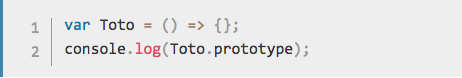 1 var Toto = () => {};
2 console.log(Toto.prototype);